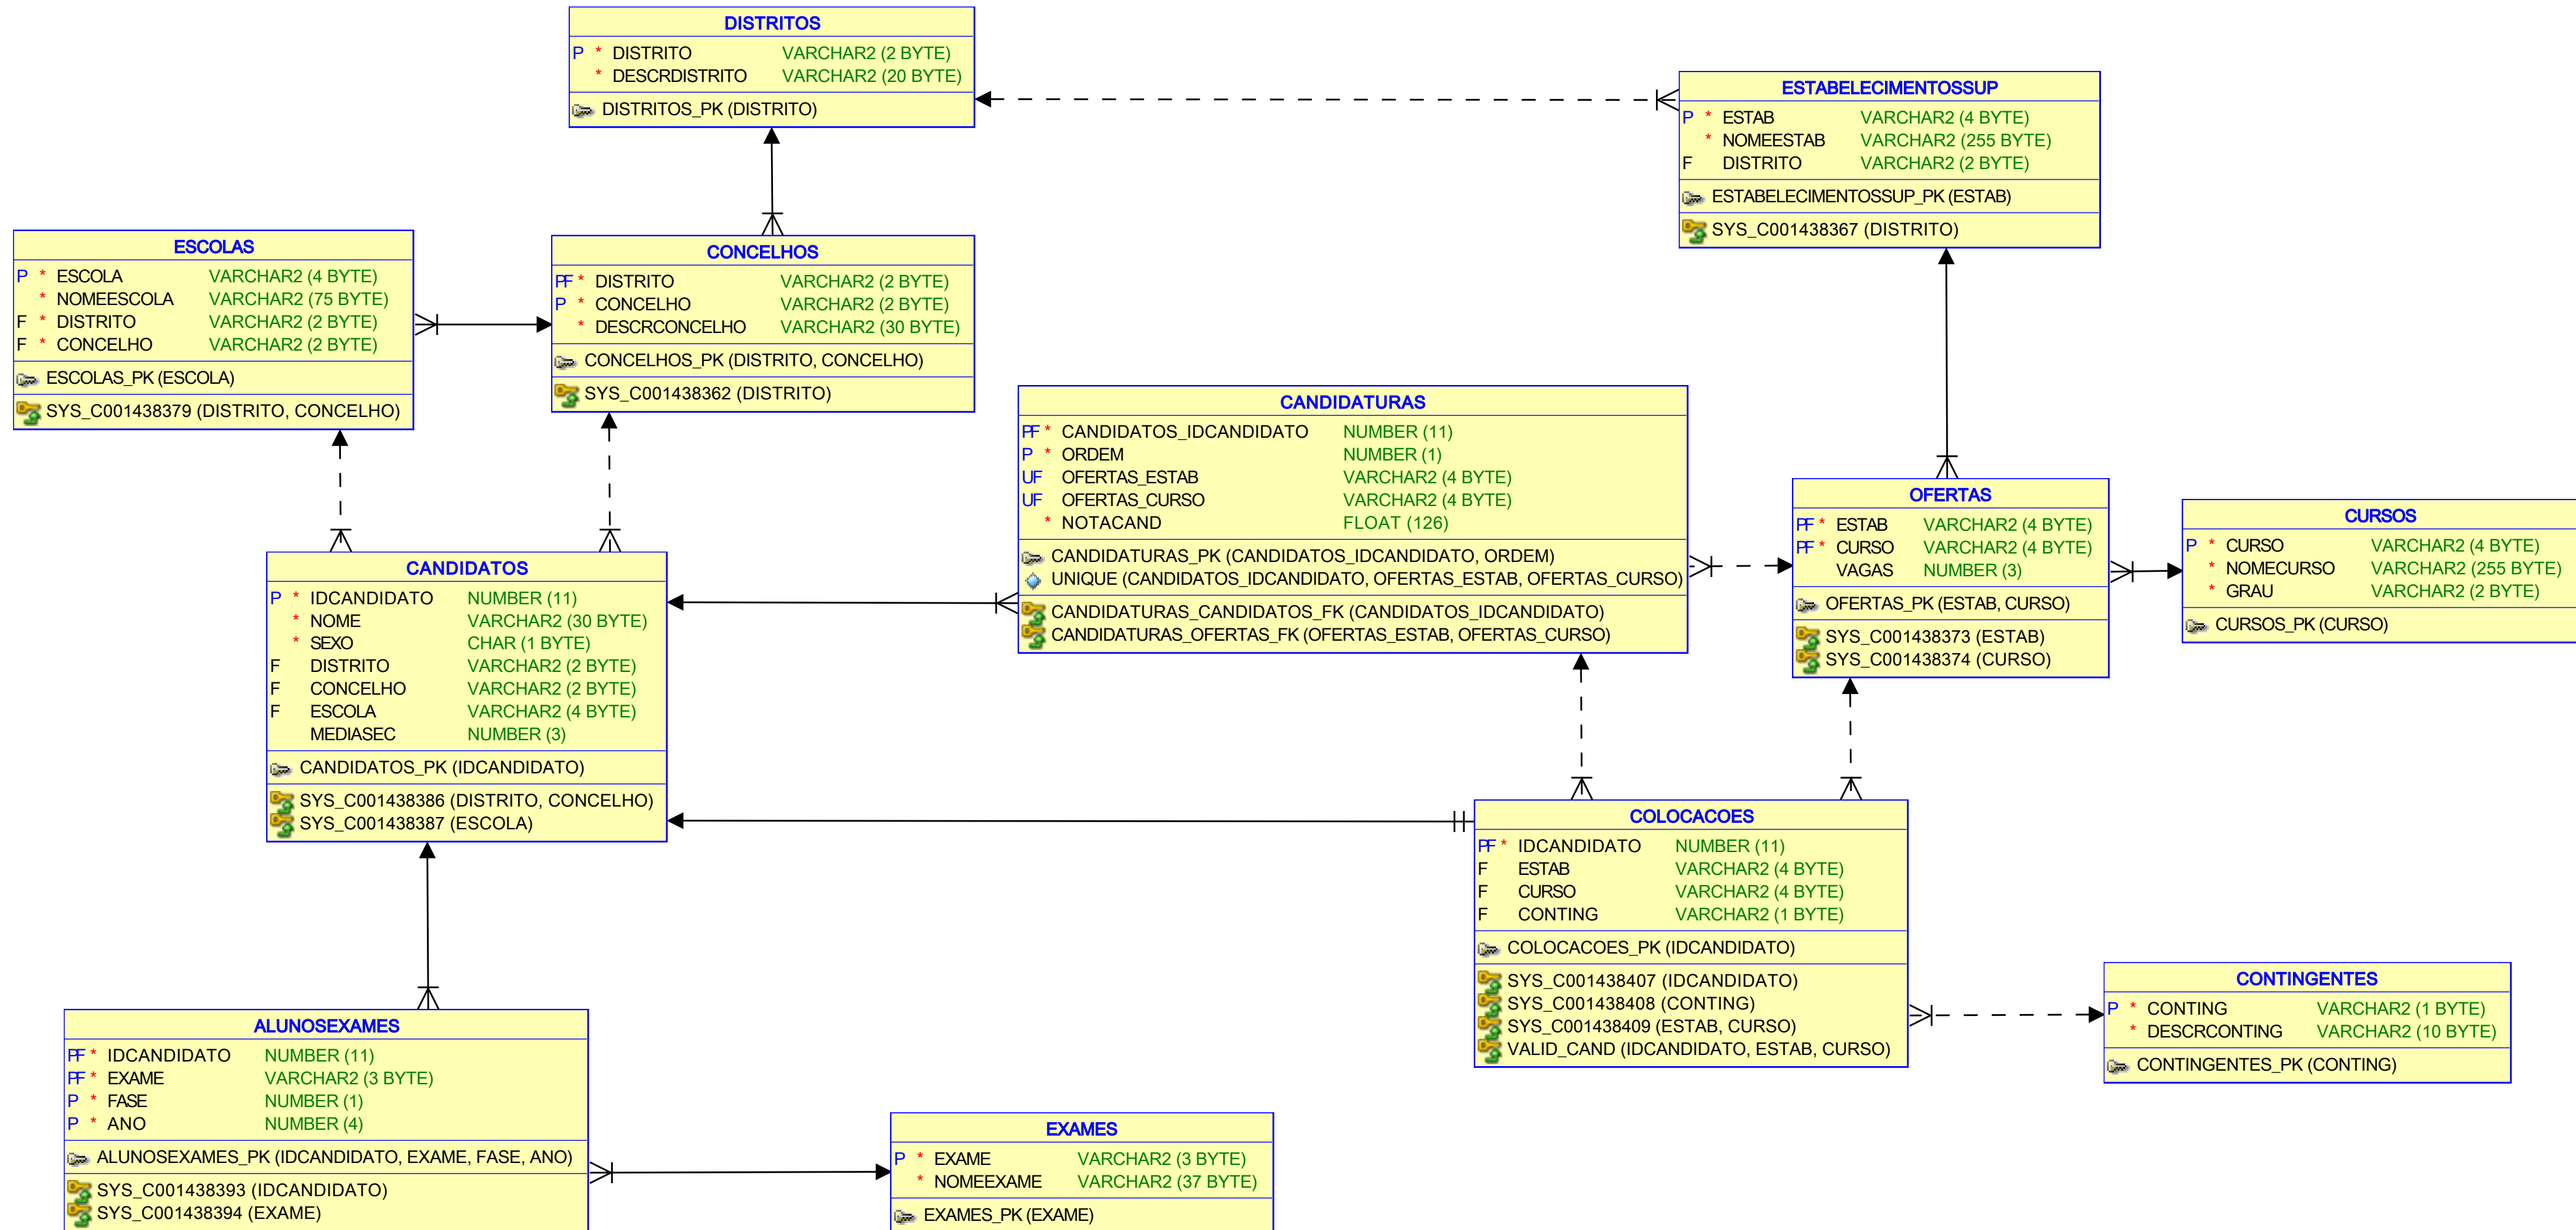 DISTRITOS
P * DISTRITO VARCHAR2 (2 BYTE)
* DESCRDISTRITO VARCHAR2 (20 BYTE)
DISTRITOS_PK (DISTRITO)
ESTABELECIMENTOSSUP
P * ESTAB VARCHAR2 (4 BYTE)
* NOMEESTAB VARCHAR2 (255 BYTE)
F DISTRITO VARCHAR2 (2 BYTE)
ESTABELECIMENTOSSUP_PK (ESTAB)
SYS_C001438367 (DISTRITO)
ESCOLAS
P * ESCOLA VARCHAR2 (4 BYTE)
* NOMEESCOLA VARCHAR2 (75 BYTE)
F * DISTRITO VARCHAR2 (2 BYTE)
F * CONCELHO VARCHAR2 (2 BYTE)
ESCOLAS_PK (ESCOLA)
SYS_C001438379 (DISTRITO, CONCELHO)
CONCELHOS
PF * DISTRITO VARCHAR2 (2 BYTE)
P * CONCELHO VARCHAR2 (2 BYTE)
* DESCRCONCELHO VARCHAR2 (30 BYTE)
CONCELHOS_PK (DISTRITO, CONCELHO)
SYS_C001438362 (DISTRITO)
CANDIDATURAS
PF * CANDIDATOS_IDCANDIDATO NUMBER (11)
P * ORDEM NUMBER (1)
UF OFERTAS_ESTAB VARCHAR2 (4 BYTE)
UF OFERTAS_CURSO VARCHAR2 (4 BYTE)
* NOTACAND FLOAT (126)
CANDIDATURAS_PK (CANDIDATOS_IDCANDIDATO, ORDEM)
UNIQUE (CANDIDATOS_IDCANDIDATO, OFERTAS_ESTAB, OFERTAS_CURSO)
CANDIDATURAS_CANDIDATOS_FK (CANDIDATOS_IDCANDIDATO)
CANDIDATURAS_OFERTAS_FK (OFERTAS_ESTAB, OFERTAS_CURSO)
OFERTAS
PF * ESTAB VARCHAR2 (4 BYTE)
PF * CURSO VARCHAR2 (4 BYTE)
VAGAS NUMBER (3)
OFERTAS_PK (ESTAB, CURSO)
SYS_C001438373 (ESTAB)
SYS_C001438374 (CURSO)
CURSOS
P * CURSO VARCHAR2 (4 BYTE)
* NOMECURSO VARCHAR2 (255 BYTE)
* GRAU VARCHAR2 (2 BYTE)
CURSOS_PK (CURSO)
CANDIDATOS
P * IDCANDIDATO NUMBER (11)
* NOME VARCHAR2 (30 BYTE)
* SEXO CHAR (1 BYTE)
F DISTRITO VARCHAR2 (2 BYTE)
F CONCELHO VARCHAR2 (2 BYTE)
F ESCOLA VARCHAR2 (4 BYTE)
MEDIASEC NUMBER (3)
CANDIDATOS_PK (IDCANDIDATO)
SYS_C001438386 (DISTRITO, CONCELHO)
SYS_C001438387 (ESCOLA)
COLOCACOES
PF * IDCANDIDATO NUMBER (11)
F ESTAB VARCHAR2 (4 BYTE)
F CURSO VARCHAR2 (4 BYTE)
F CONTING VARCHAR2 (1 BYTE)
COLOCACOES_PK (IDCANDIDATO)
SYS_C001438407 (IDCANDIDATO)
SYS_C001438408 (CONTING)
SYS_C001438409 (ESTAB, CURSO)
VALID_CAND (IDCANDIDATO, ESTAB, CURSO)
CONTINGENTES
P * CONTING VARCHAR2 (1 BYTE)
* DESCRCONTING VARCHAR2 (10 BYTE)
CONTINGENTES_PK (CONTING)
ALUNOSEXAMES
PF * IDCANDIDATO NUMBER (11)
PF * EXAME VARCHAR2 (3 BYTE)
P * FASE NUMBER (1)
P * ANO NUMBER (4)
ALUNOSEXAMES_PK (IDCANDIDATO, EXAME, FASE, ANO)
SYS_C001438393 (IDCANDIDATO)
SYS_C001438394 (EXAME)
EXAMES
P * EXAME VARCHAR2 (3 BYTE)
* NOMEEXAME VARCHAR2 (37 BYTE)
EXAMES_PK (EXAME)